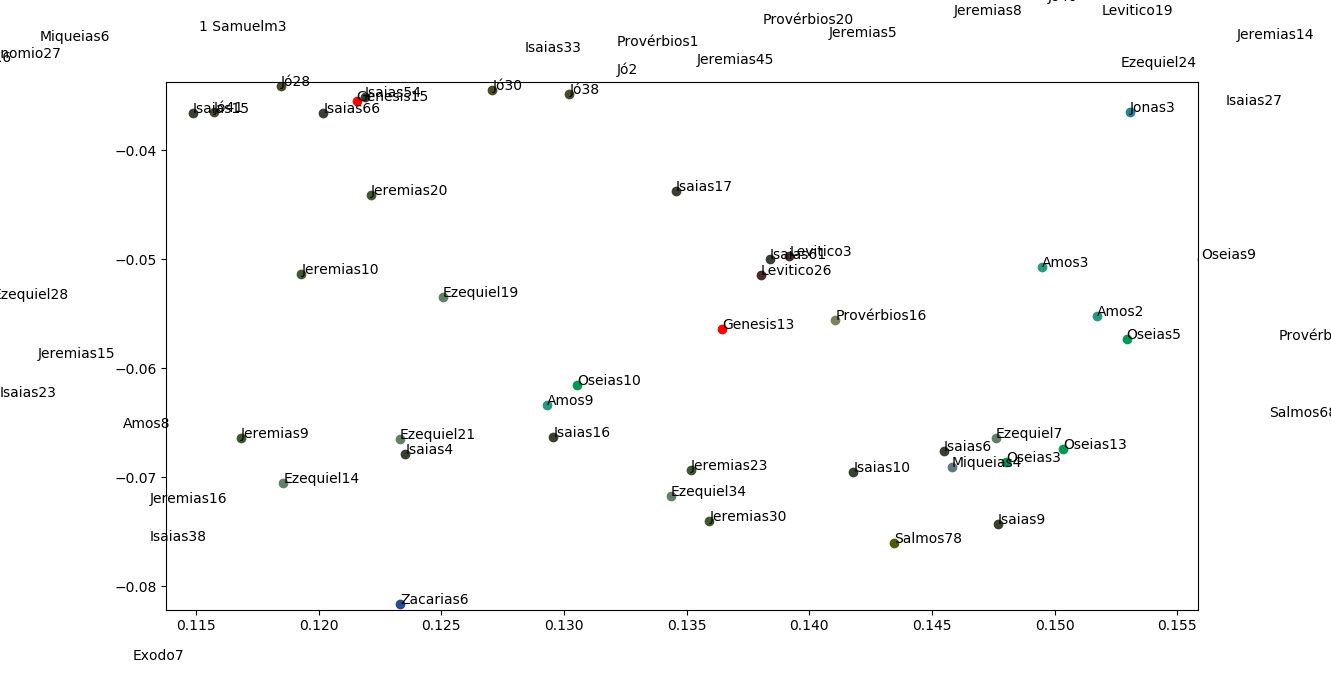 Levitico19
Jeremias8
Provérbios20
1 Samuelm3
Jeremias5
Jeremias14
Miqueias6
Provérbios1
Isaias33
nomio27
Jeremias45
Ezequiel24
Jó2
Jó28
Jó30
Jó38
Isaias54
Genesis15
Isaias27
Isaias15
Jó41
Isaias66
Jonas3
−0.04
Isaias17
Jeremias20
Levitico3
Isaias61
Oseias9
−0.05
Amos3
Jeremias10
Levitico26
Ezequiel19
Ezequiel28
Amos2
Provérbios16
Genesis13
Oseias5
Provérb
Jeremias15
−0.06
Oseias10
Isaias23
Amos9
Salmos68
Amos8
Jeremias9
Ezequiel21
Isaias16
Ezequiel7
Oseias13
Isaias4
Isaias6
Oseias3
Miqueias4
Jeremias23
Isaias10
−0.07
Ezequiel14
Ezequiel34
Jeremias16
Jeremias30
Isaias9
Isaias38
Salmos78
−0.08
Zacarias6
0.115 0.120 0.125 0.130 0.135 0.140 0.145 0.150 0.155
Exodo7